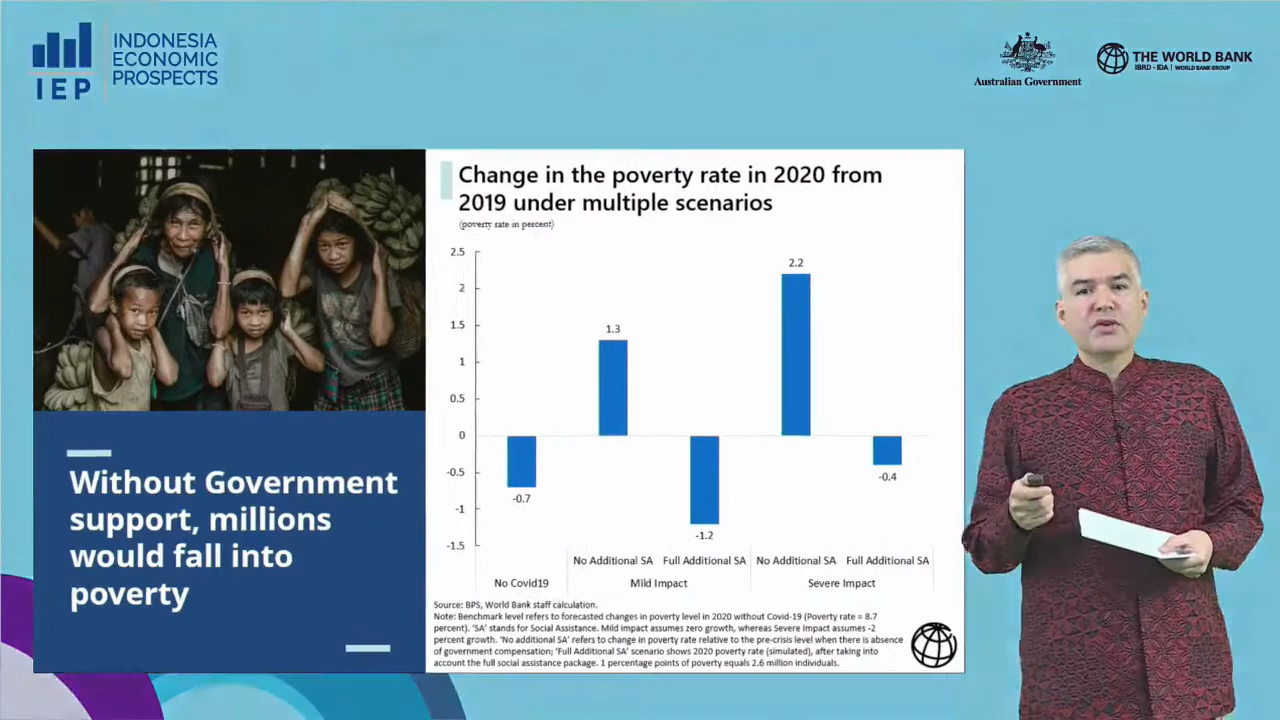 INDONESIA
ECONOMIC
PROSPECTS
IEP
Australian Government
THE WORLD BANK
IBRD • IDA | WORLD BANK GROUP
Change in the poverty rate in 2020 from
2019 under multiple scenarios
(poverty rate in percent)
2.5
2
1.5
1
0.5
0
-0.5
-1
-1.5
-0.7
1.3
-1.2
2.2
-0.4
No Additional SA
Full Additional SA
No Additional SA
Full Additional SA
No Covid19
Mild Impact
Severe Impact
Without Government
support, millions
would fall into
poverty
Source: BPS, World Bank staff calculation.
Note: Benchmark level refers to forecasted changes in poverty level in 2020 without Covid-19 (Poverty rate = 8.7
percent). 'SA' stands for Social Assistance. Mild impact assumes zero growth, whereas Severe Impact assumes -2
percent growth. 'No additional SA' refers to change in poverty rate relative to the pre-crisis level when there is absence
of government compensation; 'Full Additional SA' scenario shows 2020 poverty rate (simulated), after taking into
account the full social assistance package. 1 percentage points of poverty equals 2.6 million individuals.